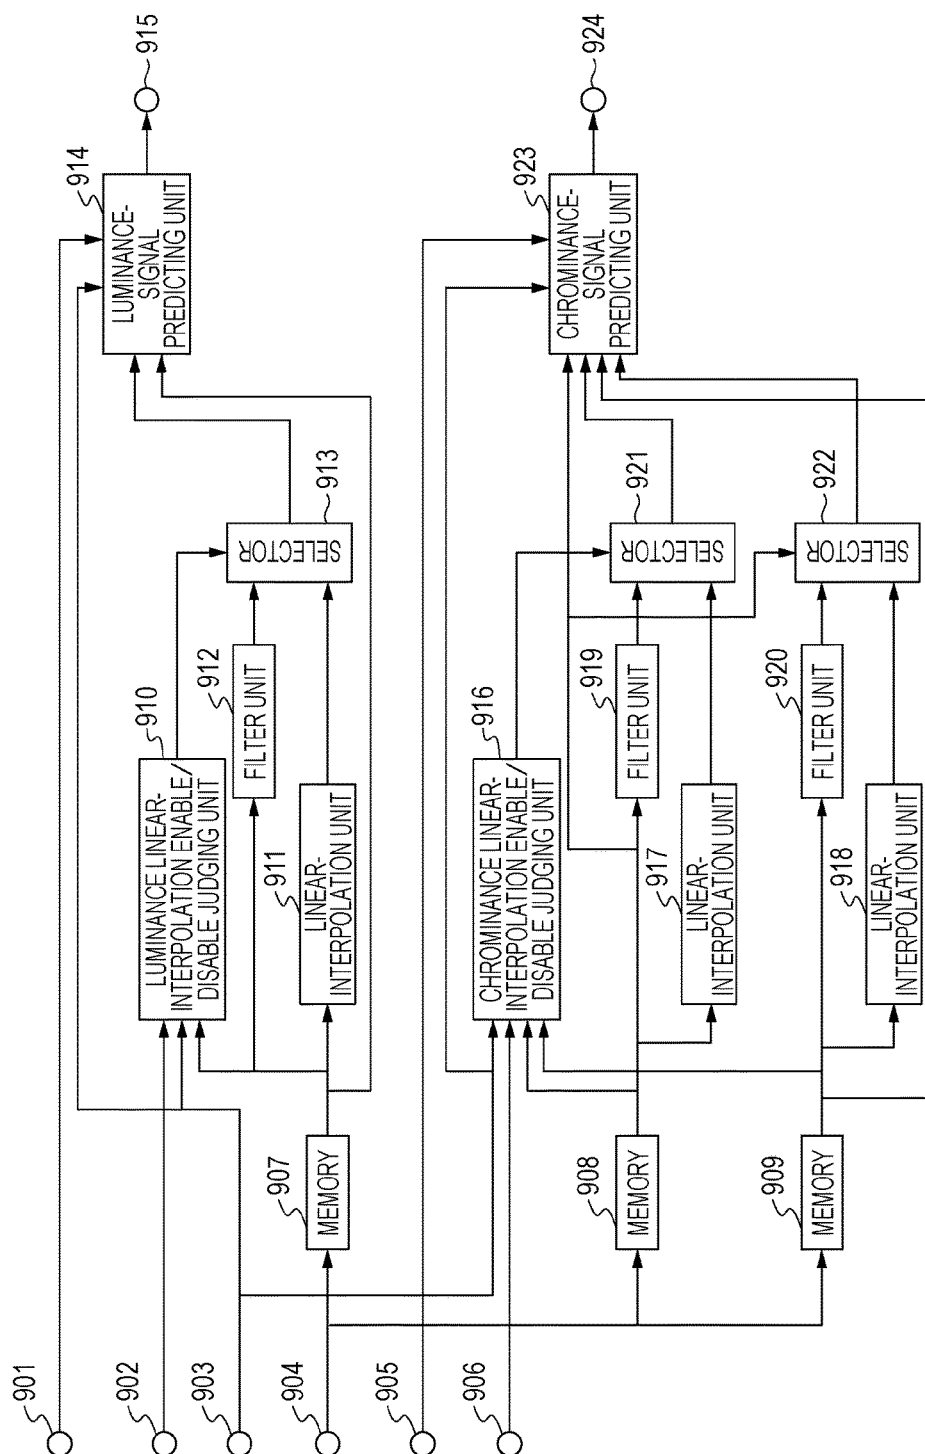 901
902
903
904
905
906
907
MEMORY
908
MEMORY
909
MEMORY
910
LUMINANCE LINEAR-
INTERPOLATION ENABLE/
DISABLE JUDGING UNIT
911
LINEAR-
INTERPOLATION UNIT
912
FILTER UNIT
913
SELECTOR
914
LUMINANCE-
SIGNAL
PREDICTING UNIT
915
916
CHROMINANCE LINEAR-
INTERPOLATION ENABLE/
DISABLE JUDGING UNIT
917
LINEAR-
INTERPOLATION UNIT
918
LINEAR-
INTERPOLATION UNIT
919
FILTER UNIT
920
FILTER UNIT
921
SELECTOR
922
SELECTOR
923
CHROMINANCE-
SIGNAL
PREDICTING UNIT
924